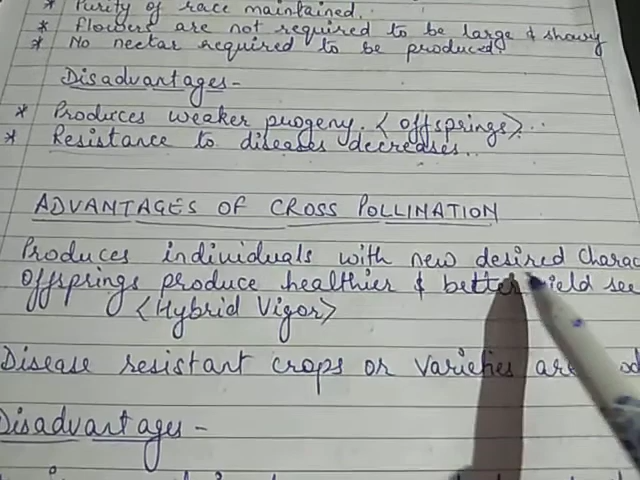 * Purity of race maintained.
* flowers are not required to be large & showy
* No nectar required to be produced.
Disadvantages -
* Produces weaker progeny. <offsprings>..
* Resistance to diseases decreases..
ADVANTAGES OF CROSS POLLINATION
Produces individuals with new desired Charac
Offsprings produce healthier & better yield see
<Hybrid Vigor>
Disease resistant crops or varieties are
Disadvantages -